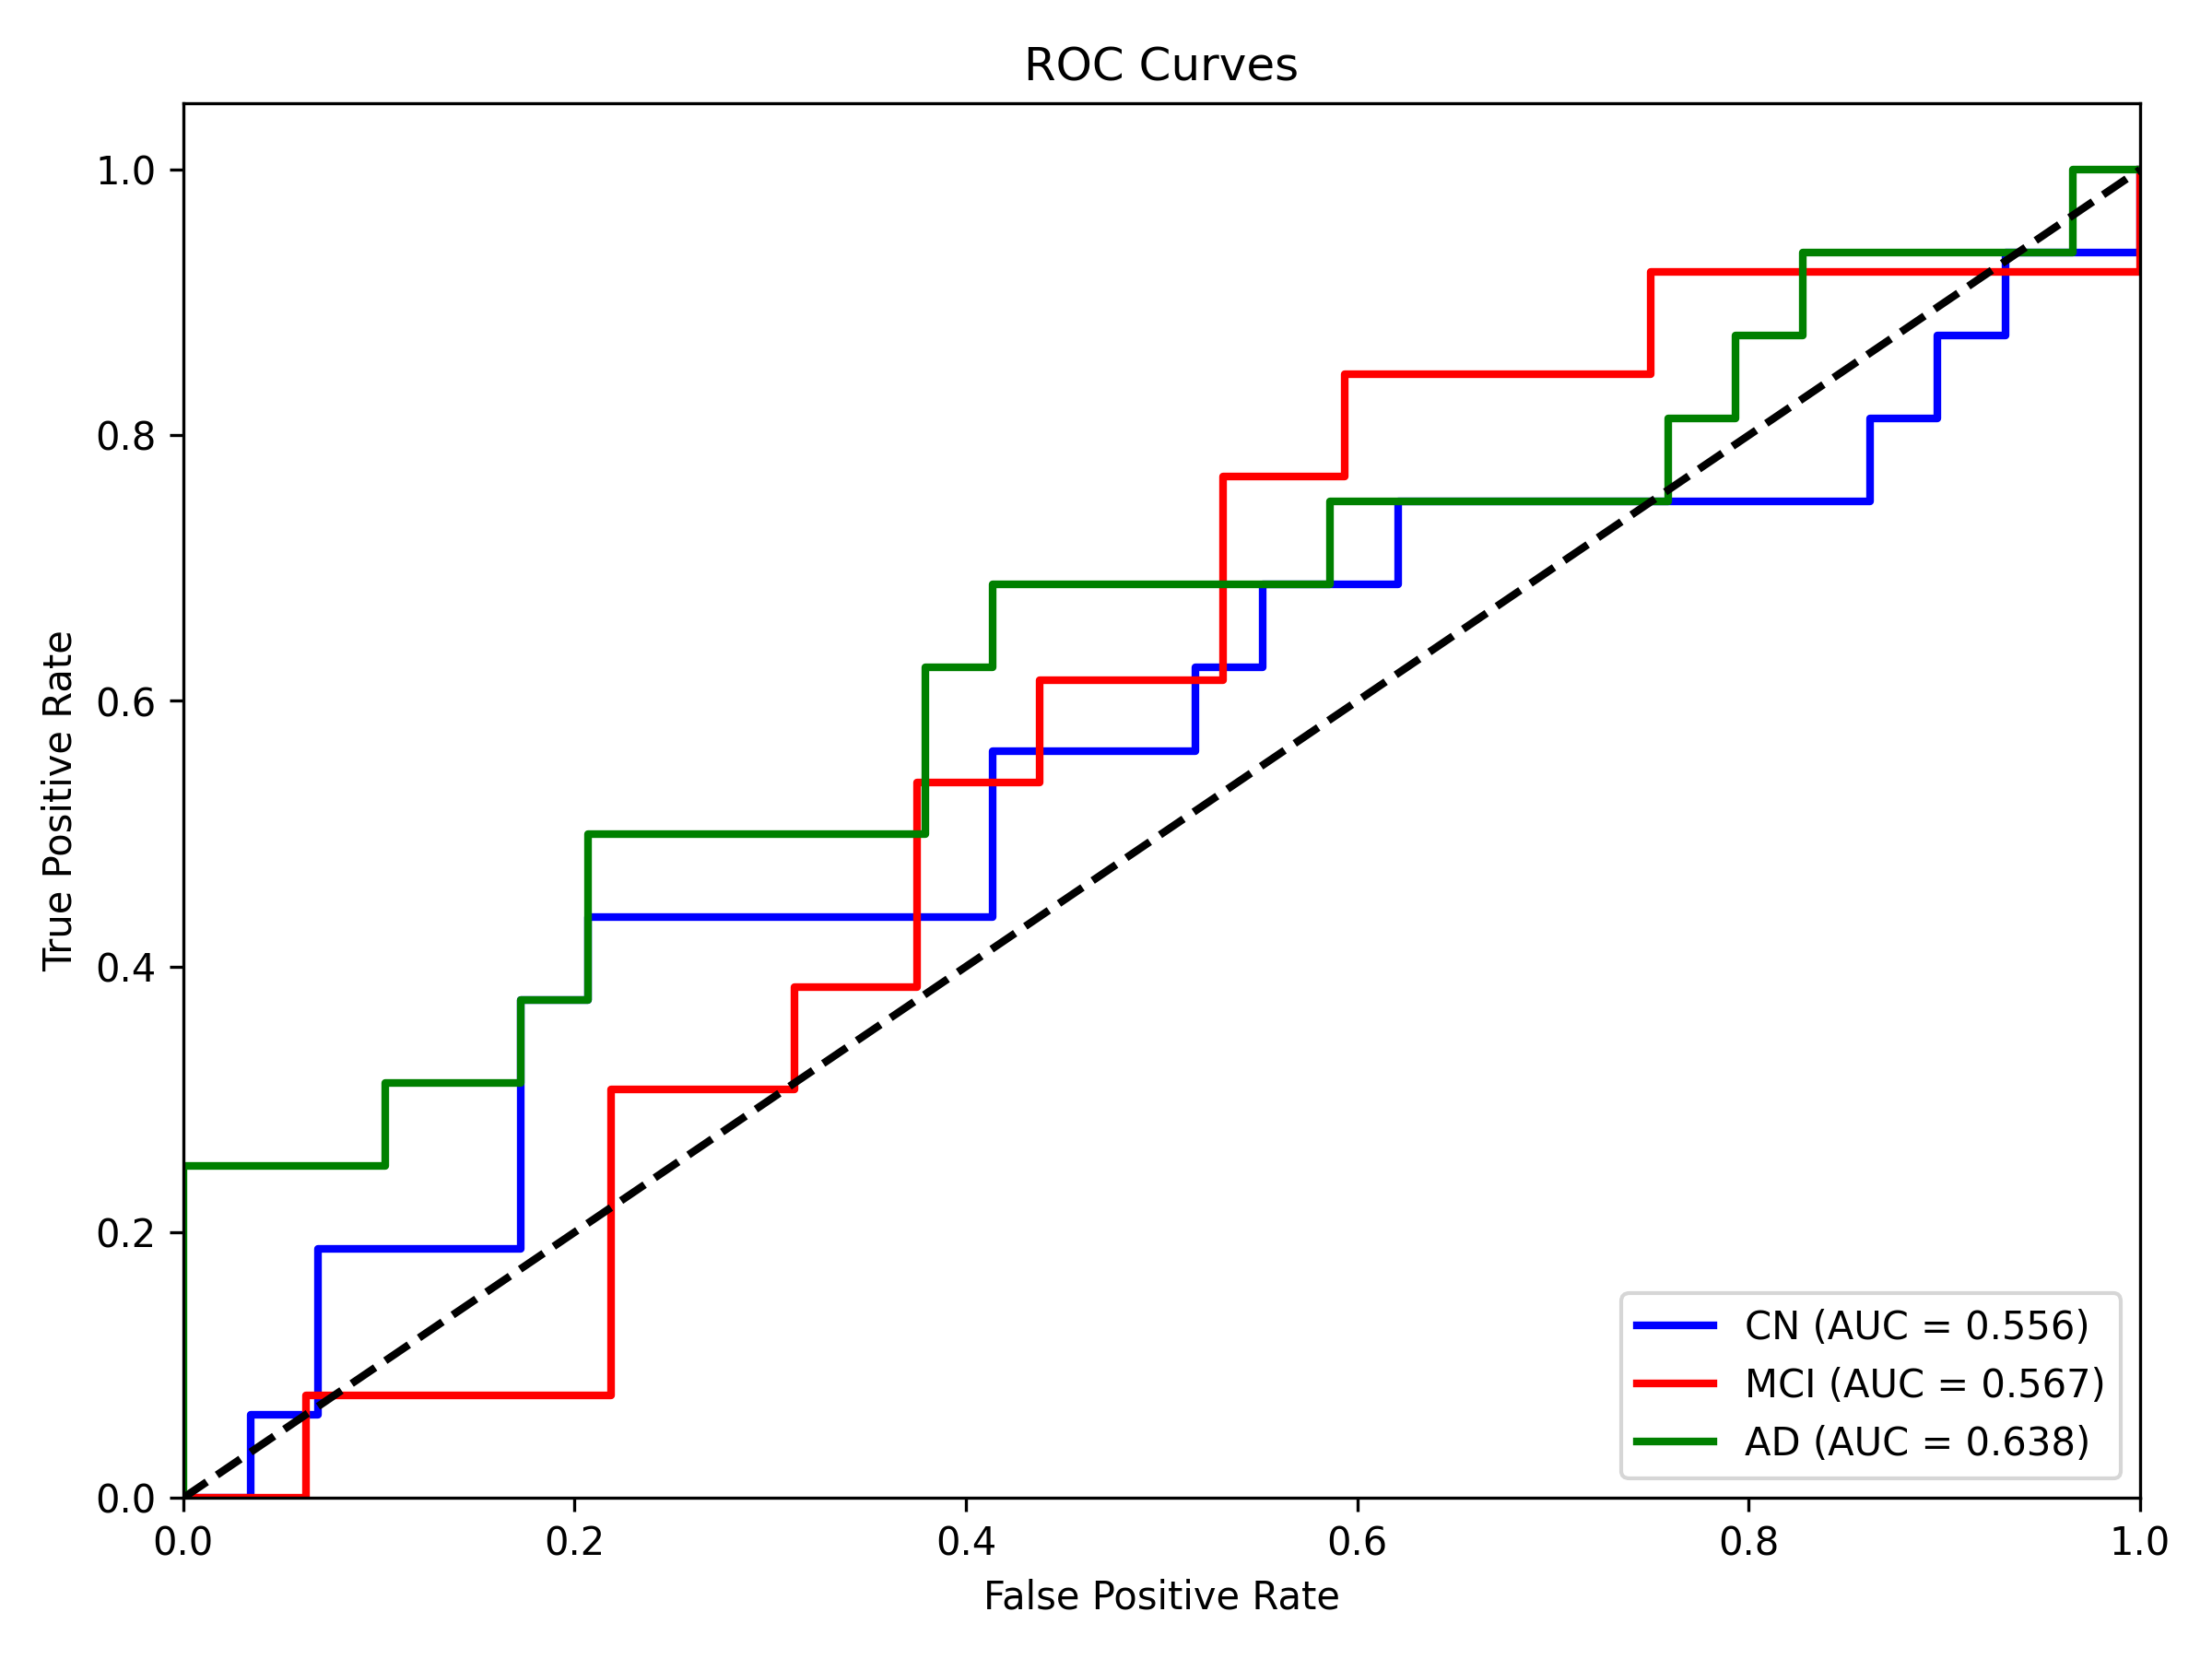 ROC Curves
1.0
0.8
0.6
0.4
0.2
0.0
True Positive Rate
0.0 0.2 0.4 0.6 0.8 1.0
False Positive Rate
CN (AUC = 0.556)
MCI (AUC = 0.567)
AD (AUC = 0.638)